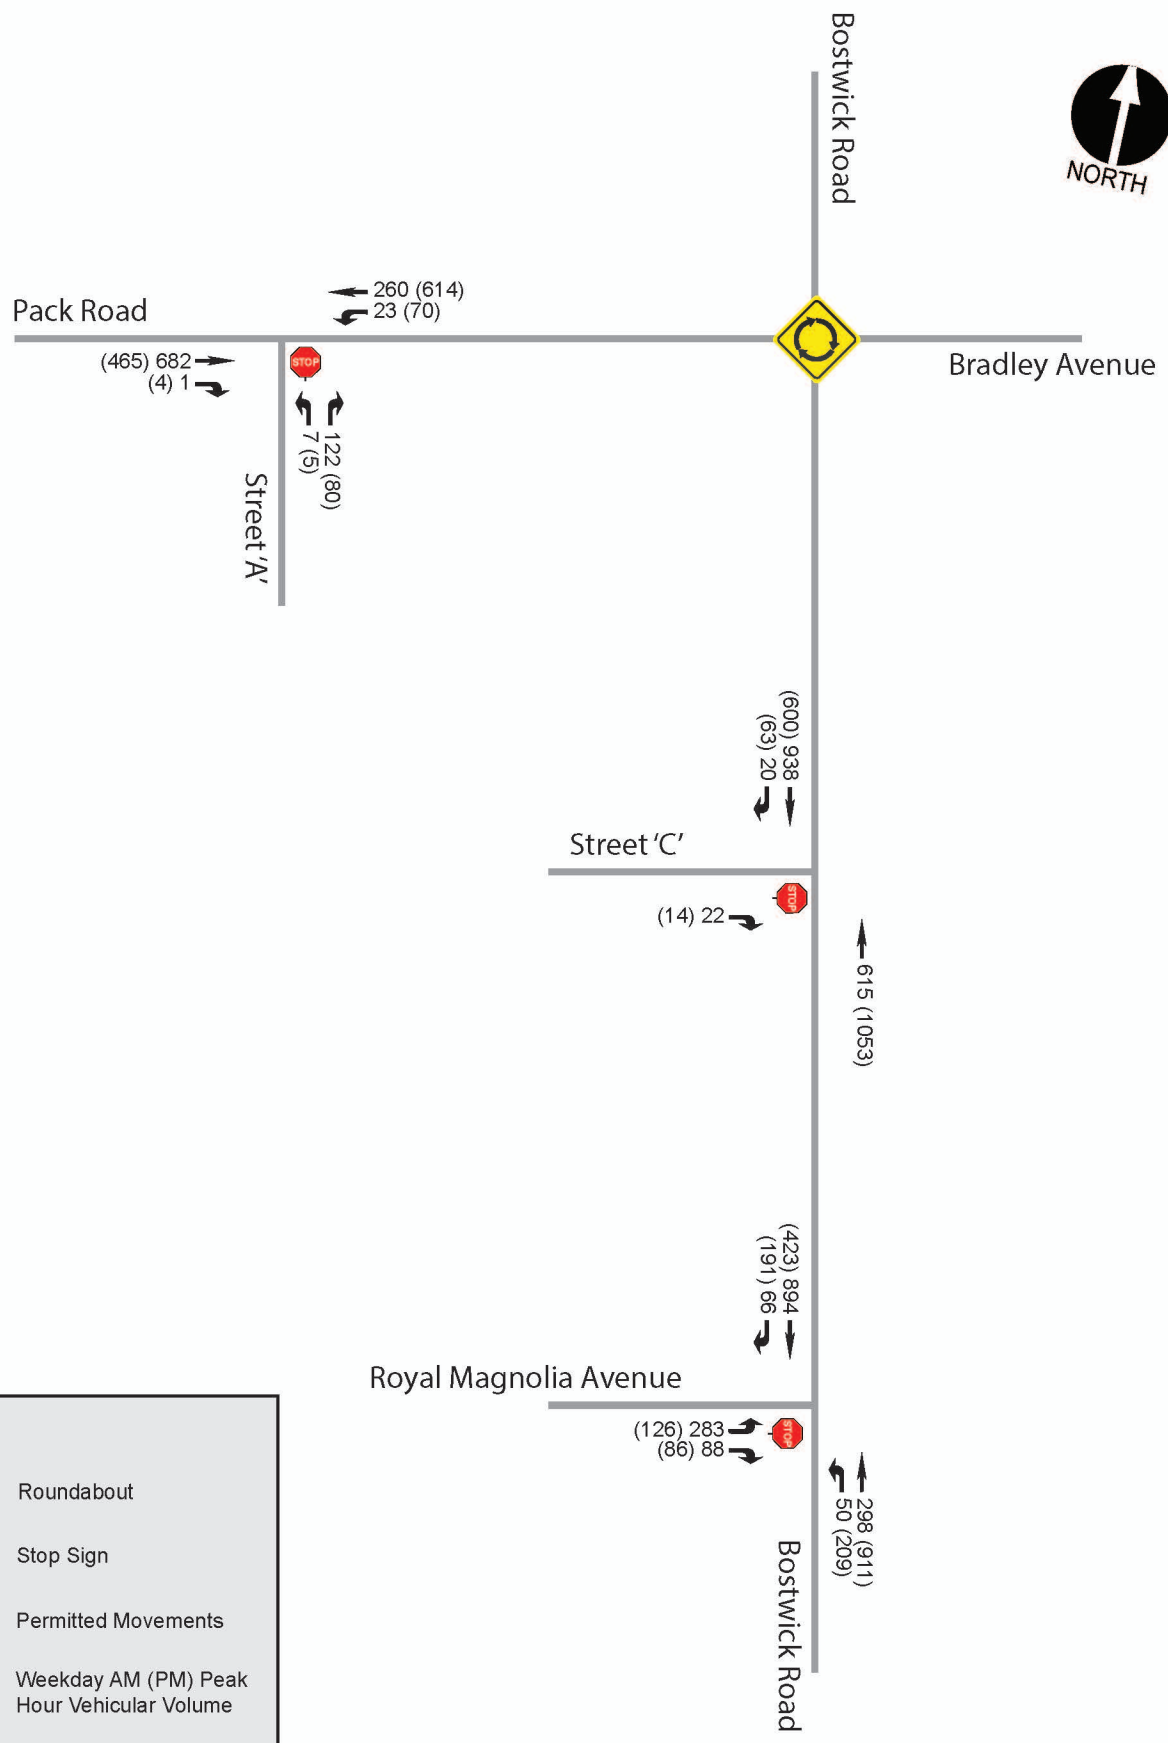 Bostwick Road
NORTH
260 (614)
23 (70)
Pack Road
(465) 682
(4) 1
STOP
Bradley Avenue
122 (80)
7 (5)
Street 'A'
(600) 938
(63) 20
Street 'C'
STOP
(14) 22
615 (1053)
(423) 894
(191) 66
Royal Magnolia Avenue
(126) 283
(86) 88
STOP
298 (911)
50 (209)
Bostwick Road
Roundabout
Stop Sign
Permitted Movements
Weekday AM (PM) Peak
Hour Vehicular Volume